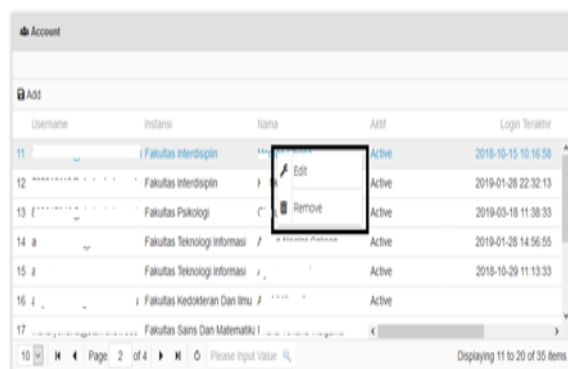 Account
Add
Username Instansi Nama Aktif Login Terakhir
11 Fakultas Interdisiplin Active 2018-10-15 10:16:58
12 Fakultas Interdisiplin Active 2019-01-28 22:32:13
13 Fakultas Psikologi Active 2019-03-18 11:38:33
14 a Fakultas Teknologi Informasi Active 2019-01-28 14:56:55
15 Fakultas Teknologi Informasi Active 2018-10-29 11:13:33
16 Fakultas Kedokteran Dan Ilmu Active
17 Fakultas Sains Dan Matematika
Edit
Remove
10 Page 2 of 4 Please Input Value Displaying 11 to 20 of 35 items